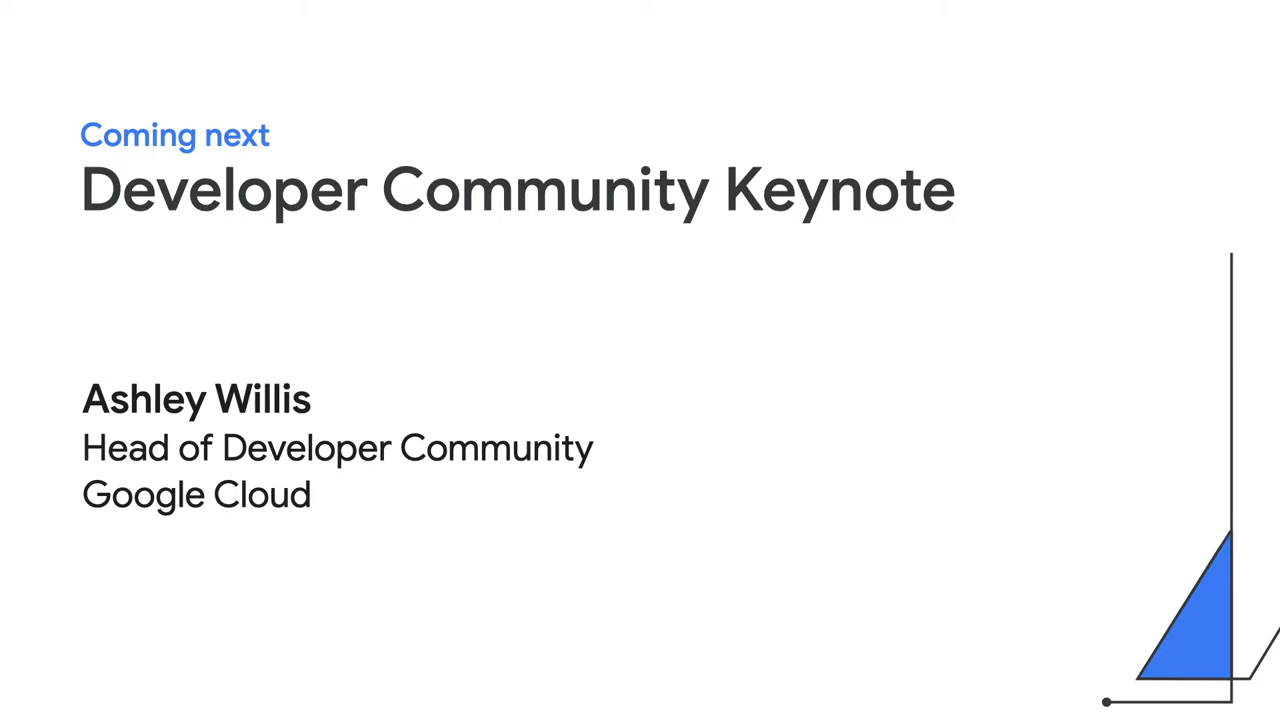 Coming next
Developer Community Keynote
Ashley Willis
Head of Developer Community
Google Cloud